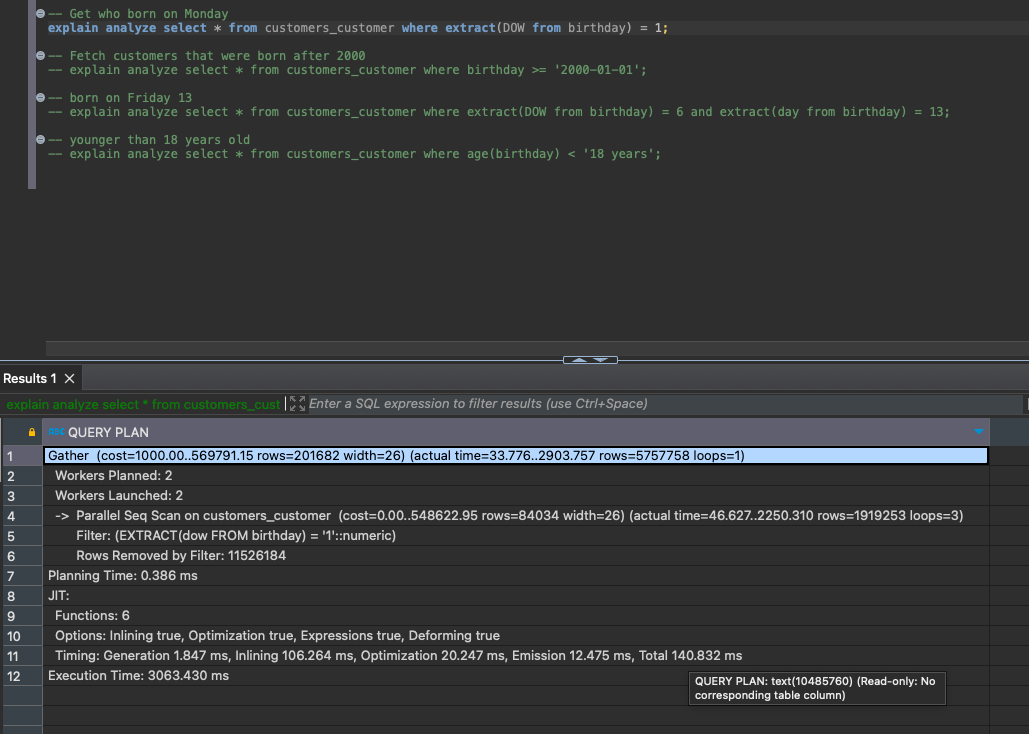 -- Get who born on Monday
explain analyze select * from customers_customer where extract(DOW from birthday) = 1;
-- Fetch customers that were born after 2000
-- explain analyze select * from customers_customer where birthday >= '2000-01-01';
-- born on Friday 13
-- explain analyze select * from customers_customer where extract(DOW from birthday) = 6 and extract(day from birthday) = 13;
-- younger than 18 years old
-- explain analyze select * from customers_customer where age(birthday) < '18 years';
Results 1
explain analyze select * from customers_cust Enter a SQL expression to filter results (use Ctrl+Space)
ABC QUERY PLAN
1 Gather (cost=1000.00..569791.15 rows=201682 width=26) (actual time=33.776..2903.757 rows=5757758 loops=1)
2 Workers Planned: 2
3 Workers Launched: 2
4 -> Parallel Seq Scan on customers_customer (cost=0.00..548622.95 rows=84034 width=26) (actual time=46.627..2250.310 rows=1919253 loops=3)
5 Filter: (EXTRACT(dow FROM birthday) = '1'::numeric)
6 Rows Removed by Filter: 11526184
7 Planning Time: 0.386 ms
8 JIT:
9 Functions: 6
10 Options: Inlining true, Optimization true, Expressions true, Deforming true
11 Timing: Generation 1.847 ms, Inlining 106.264 ms, Optimization 20.247 ms, Emission 12.475 ms, Total 140.832 ms
12 Execution Time: 3063.430 ms
QUERY PLAN: text(10485760) (Read-only: No
corresponding table column)